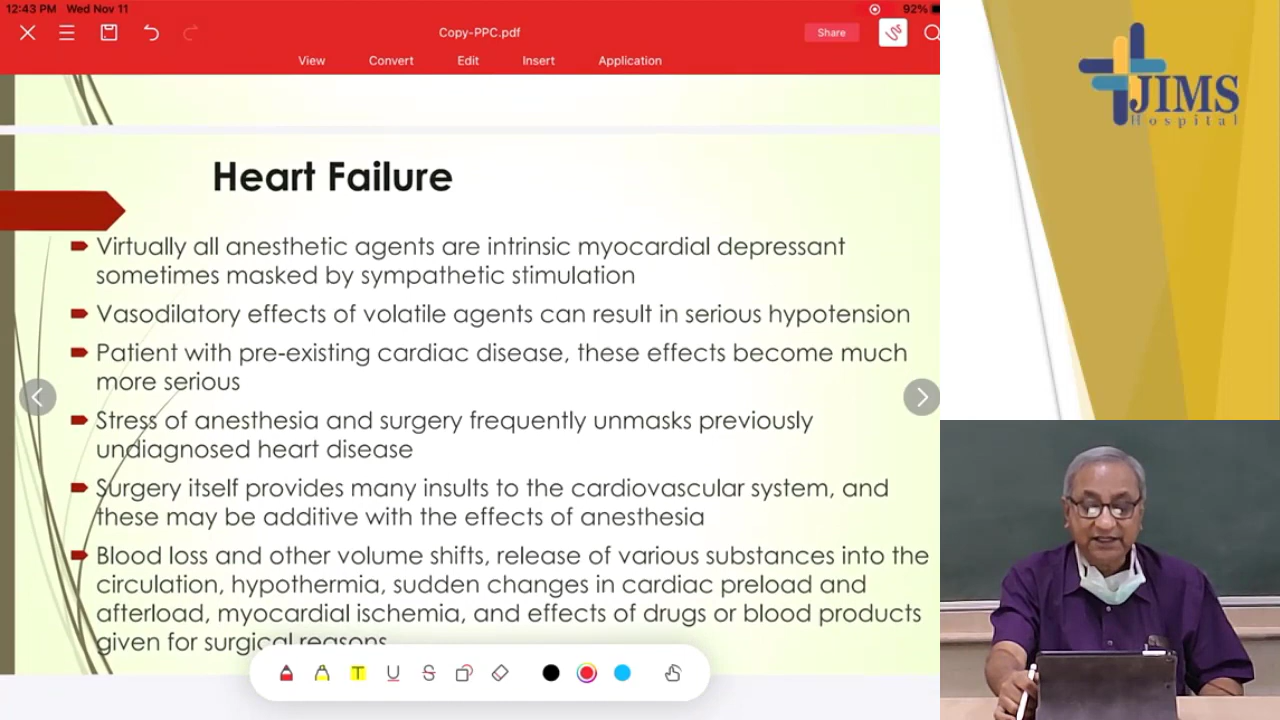 12:43 PM Wed Nov 11
92%
Copy-PPC.pdf
Share
View Convert Edit Insert Application
Heart Failure
Virtually all anesthetic agents are intrinsic myocardial depressant
sometimes masked by sympathetic stimulation
Vasodilatory effects of volatile agents can result in serious hypotension
Patient with pre-existing cardiac disease, these effects become much
more serious
Stress of anesthesia and surgery frequently unmasks previously
undiagnosed heart disease
Surgery itself provides many insults to the cardiovascular system, and
these may be additive with the effects of anesthesia
Blood loss and other volume shifts, release of various substances into the
circulation, hypothermia, sudden changes in cardiac preload and
afterload, myocardial ischemia, and effects of drugs or blood products
given for surgical reasons
T U S
JIMS
Hospital